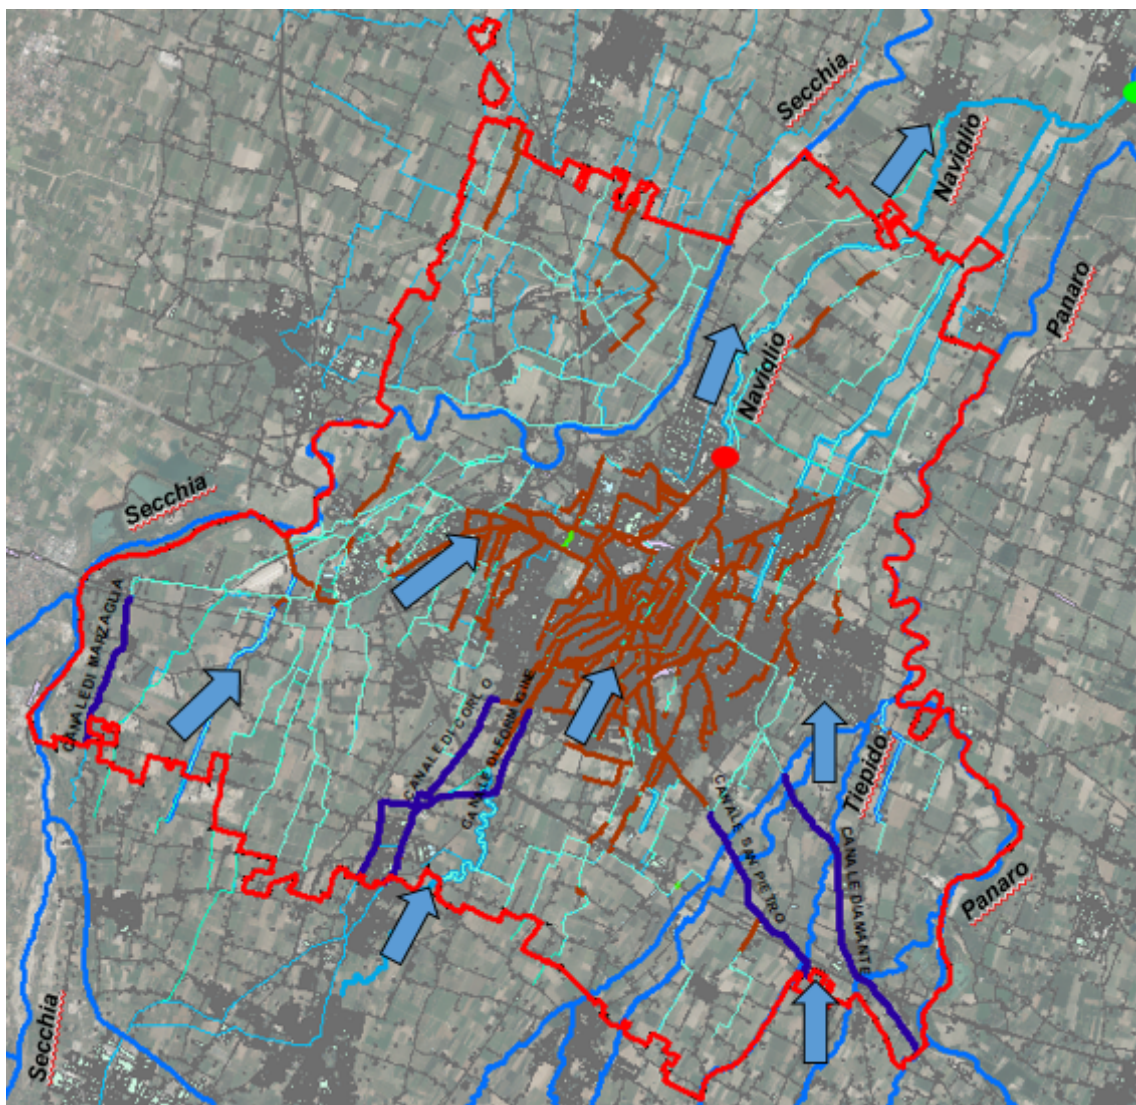 Secchia
Naviglio
Panaro
Naviglio
Secchia
CANALE DI MARZAGLIA
CANALE DI CORLO
CANALE DI FORMIGINE
Tiepido
CANALE SAN PIETRO
CANALE DIAMANTE
Panaro
Secchia